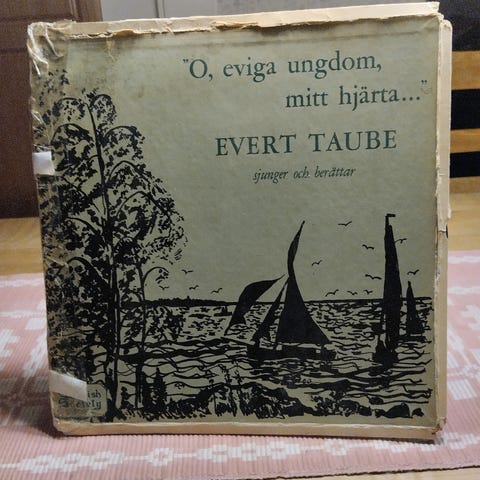 "O, eviga ungdom,
mitt hjärta..."
EVERT TAUBE
sjunger och berättar